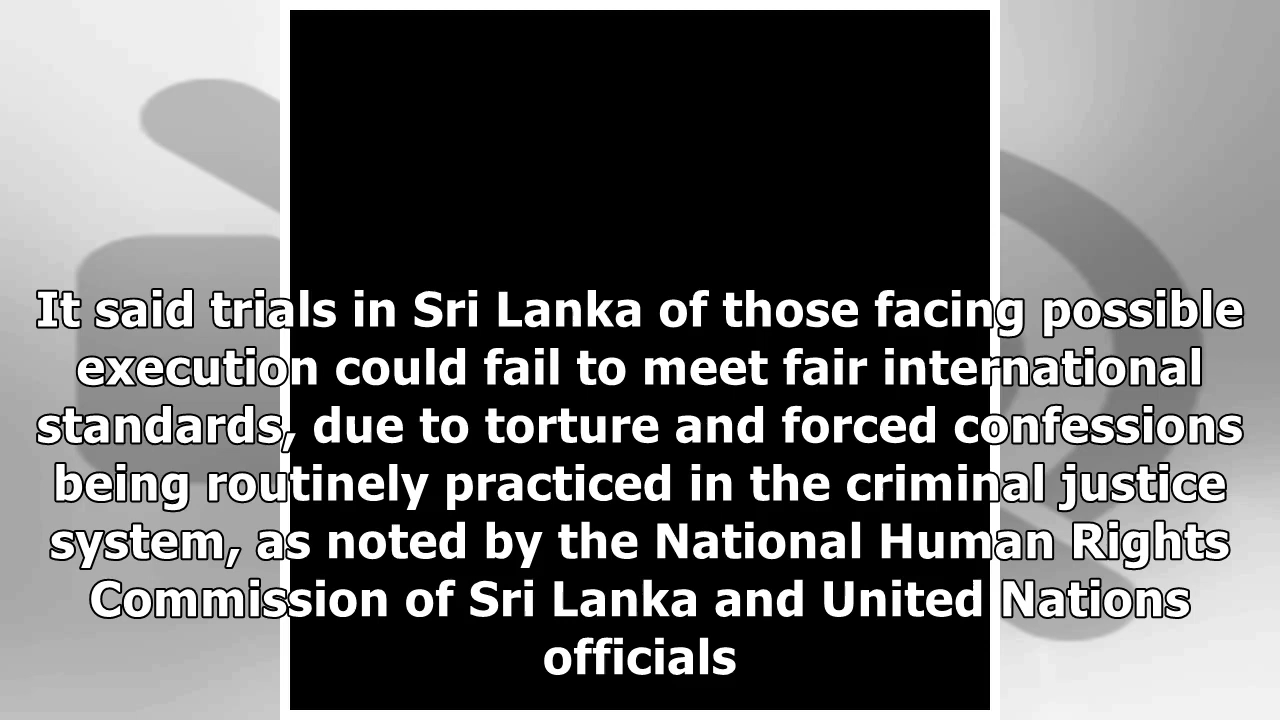 It said trials in Sri Lanka of those facing possible
execution could fail to meet fair international
standards, due to torture and forced confessions
being routinely practiced in the criminal justice
system, as noted by the National Human Rights
Commission of Sri Lanka and United Nations
officials